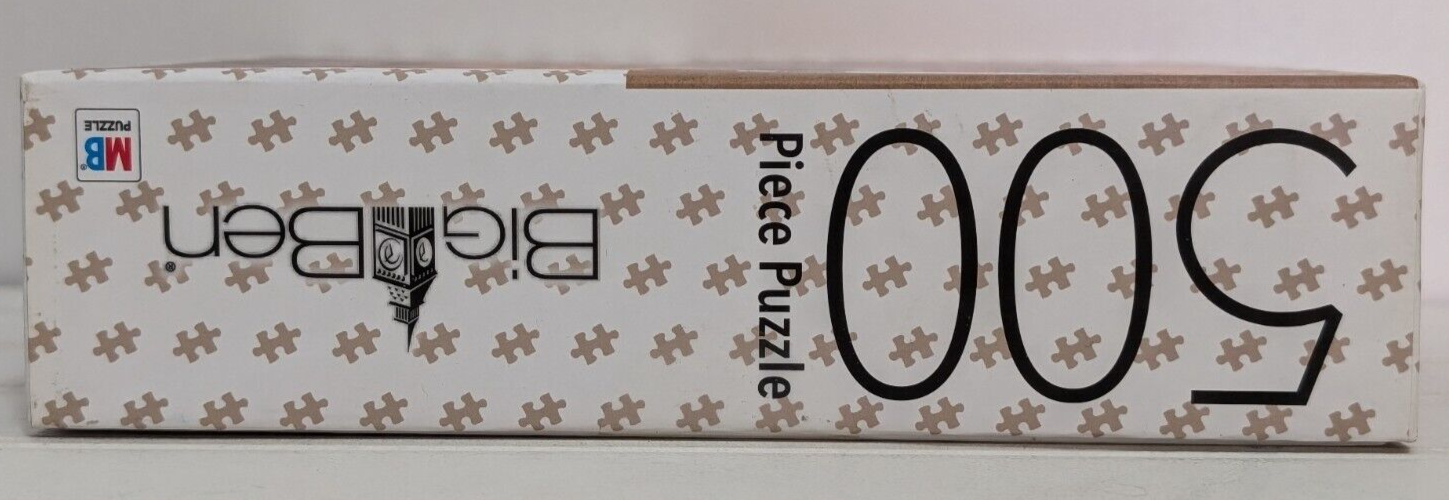 500
Piece Puzzle
Big Ben®
MB®
PUZZLE